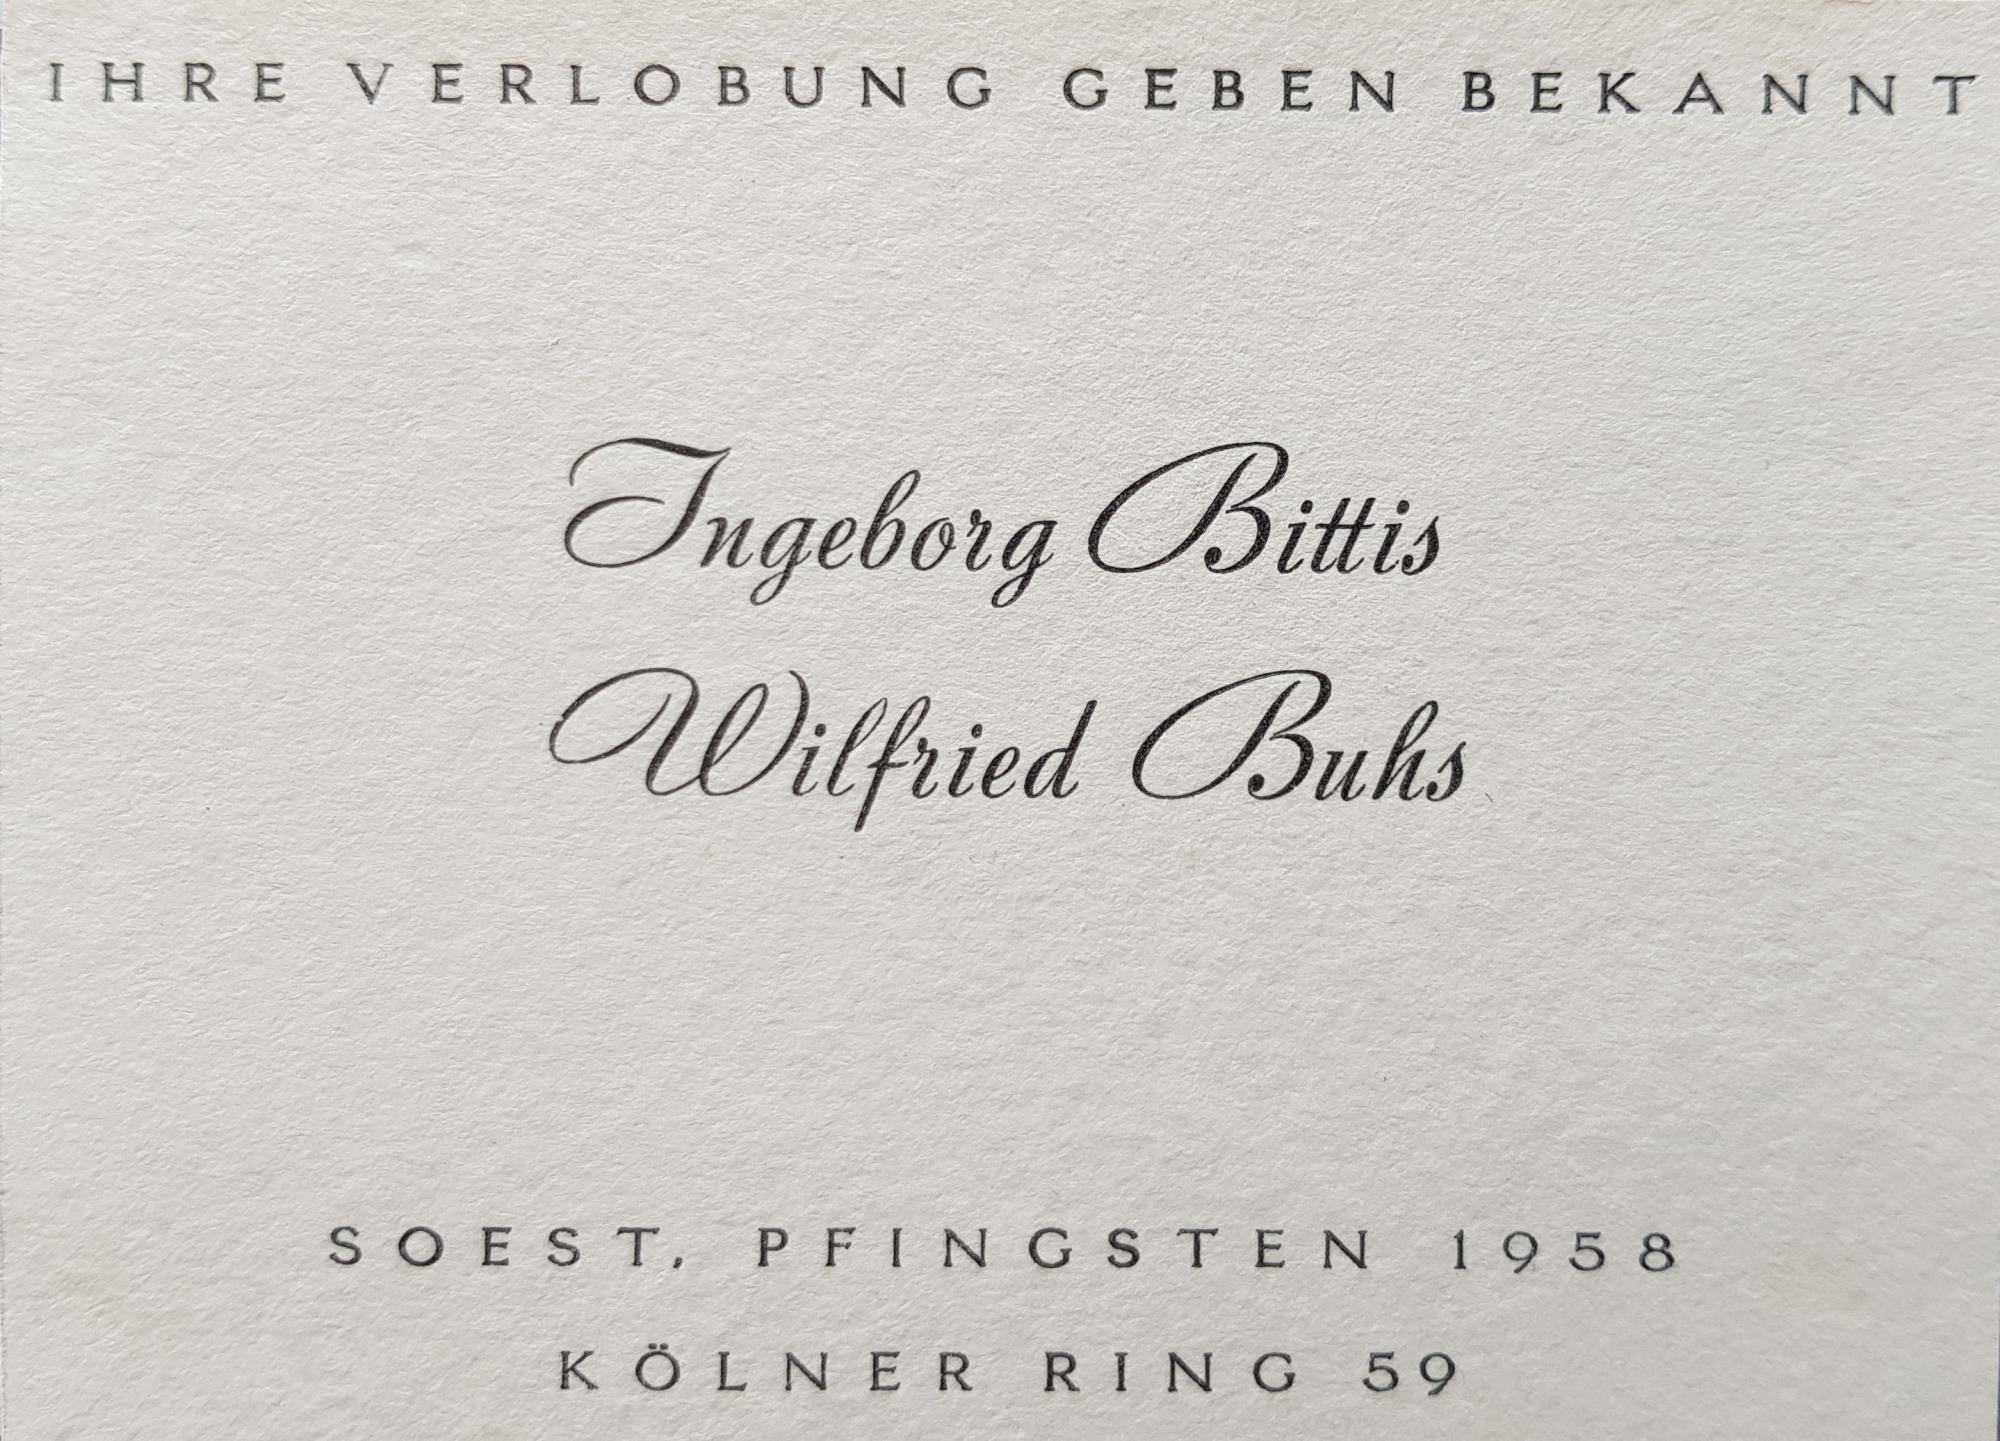 IHRE VERLOBUNG GEBEN BEKANNT
Ingeborg Bittis
Wilfried Buhs
SOEST, PFINGSTEN 1958
KÖLNER RING 59